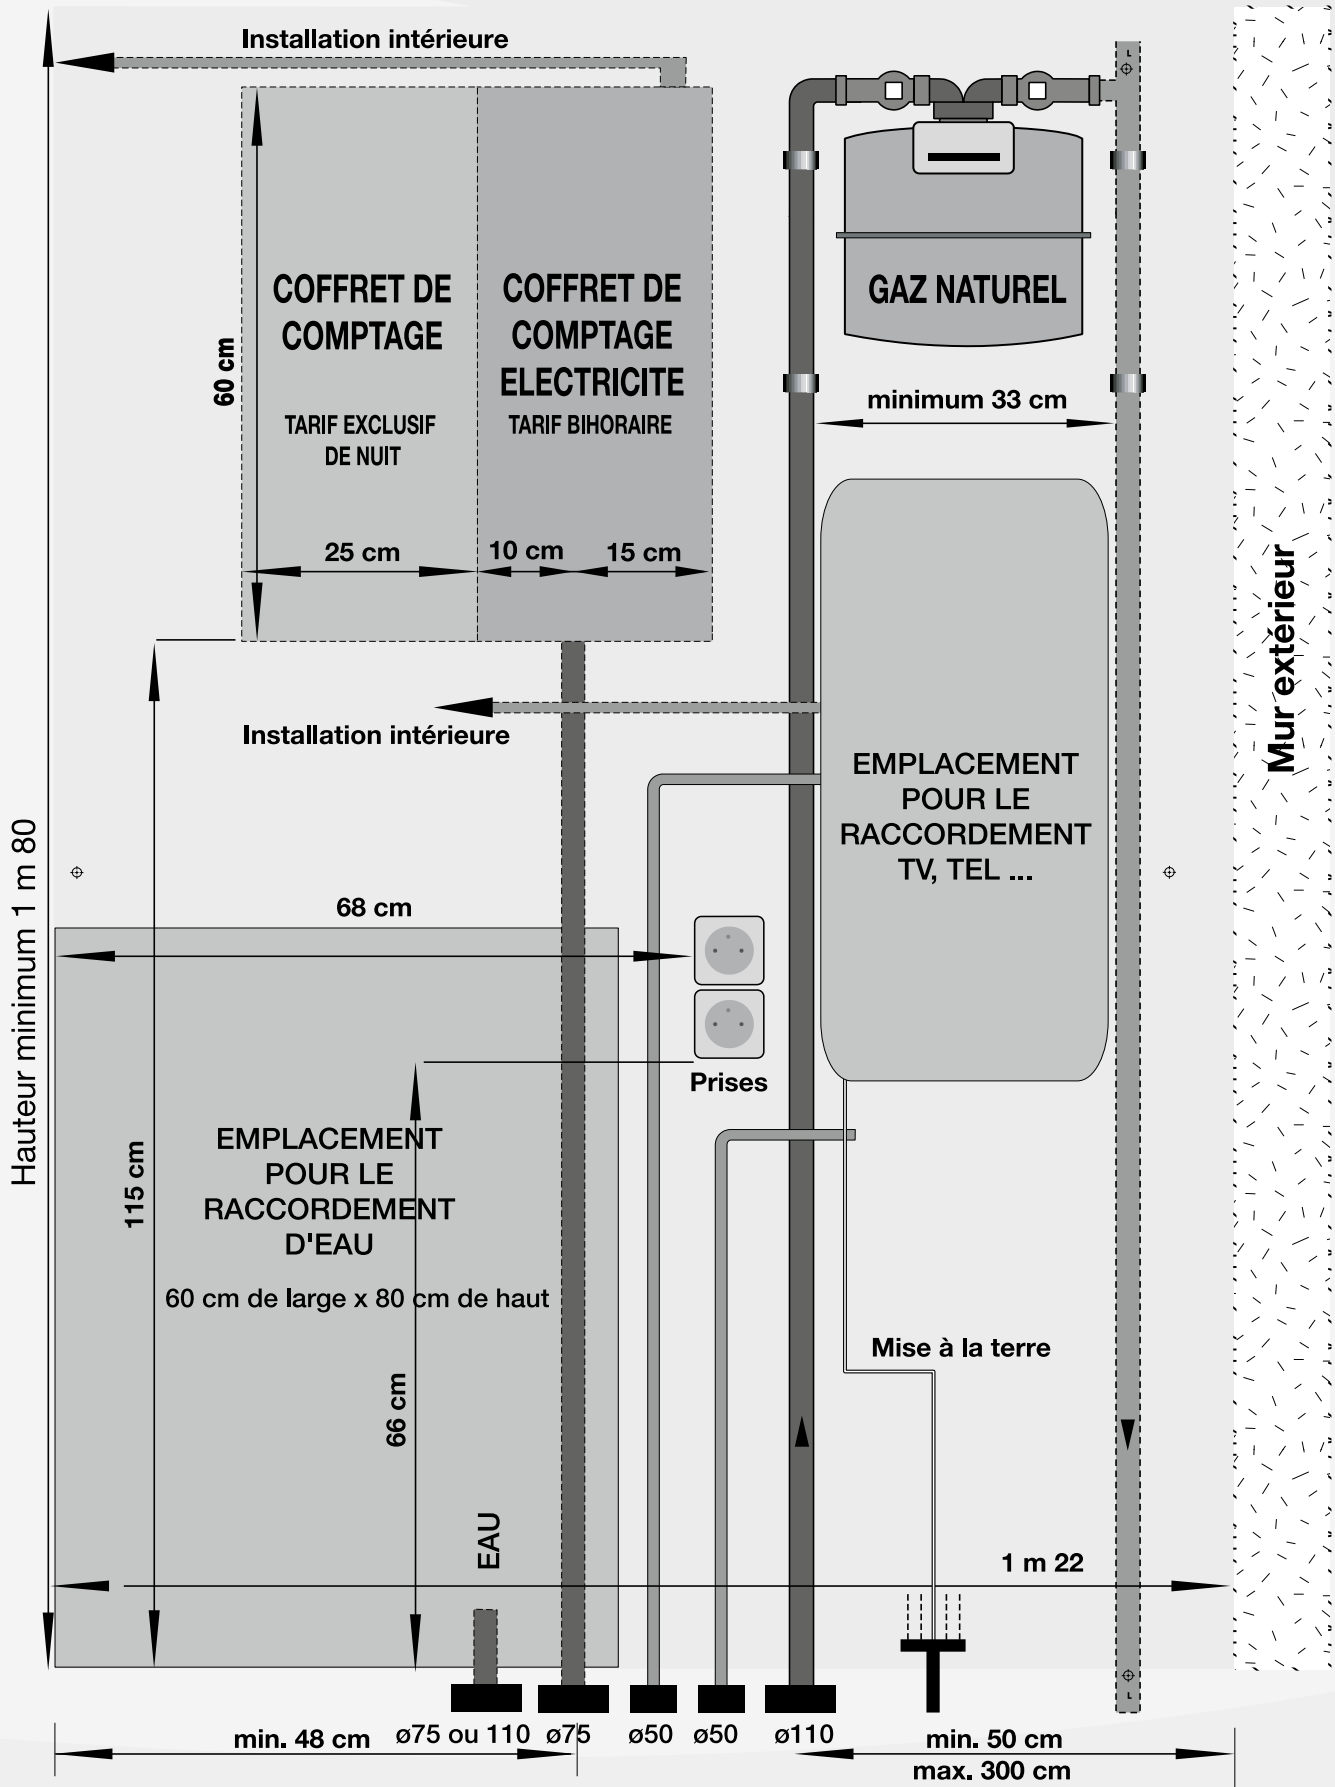 Installation intérieure
COFFRET DE
COMPTAGE
TARIF EXCLUSIF
DE NUIT
COFFRET DE
COMPTAGE
ELECTRICITE
TARIF BIHORAIRE
GAZ NATUREL
60 cm
minimum 33 cm
25 cm
10 cm
15 cm
Mur extérieur
Installation intérieure
EMPLACEMENT
POUR LE
RACCORDEMENT
TV, TEL ...
Hauteur minimum 1 m 80
68 cm
Prises
115 cm
EMPLACEMENT
POUR LE
RACCORDEMENT
D'EAU
60 cm de large x 80 cm de haut
66 cm
Mise à la terre
EAU
1 m 22
L
L
min. 48 cm
ø75 ou 110
ø75
ø50
ø50
ø110
min. 50 cm
max. 300 cm